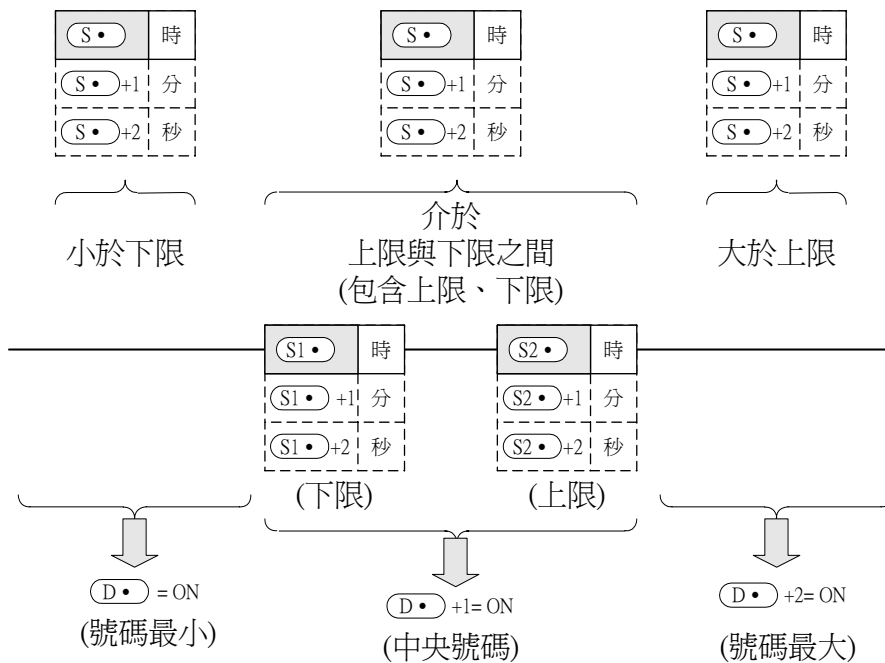 S • 時 S • 時 S • 時
S • +1 分 S • +1 分 S • +1 分
S • +2 秒 S • +2 秒 S • +2 秒
小於下限
介於
上限與下限之間
(包含上限、下限)
大於上限
S1 • 時 S2 • 時
S1 • +1 分 S2 • +1 分
S1 • +2 秒 S2 • +2 秒
(下限) (上限)
D • = ON
(號碼最小)
D • +1= ON
(中央號碼)
D • +2= ON
(號碼最大)